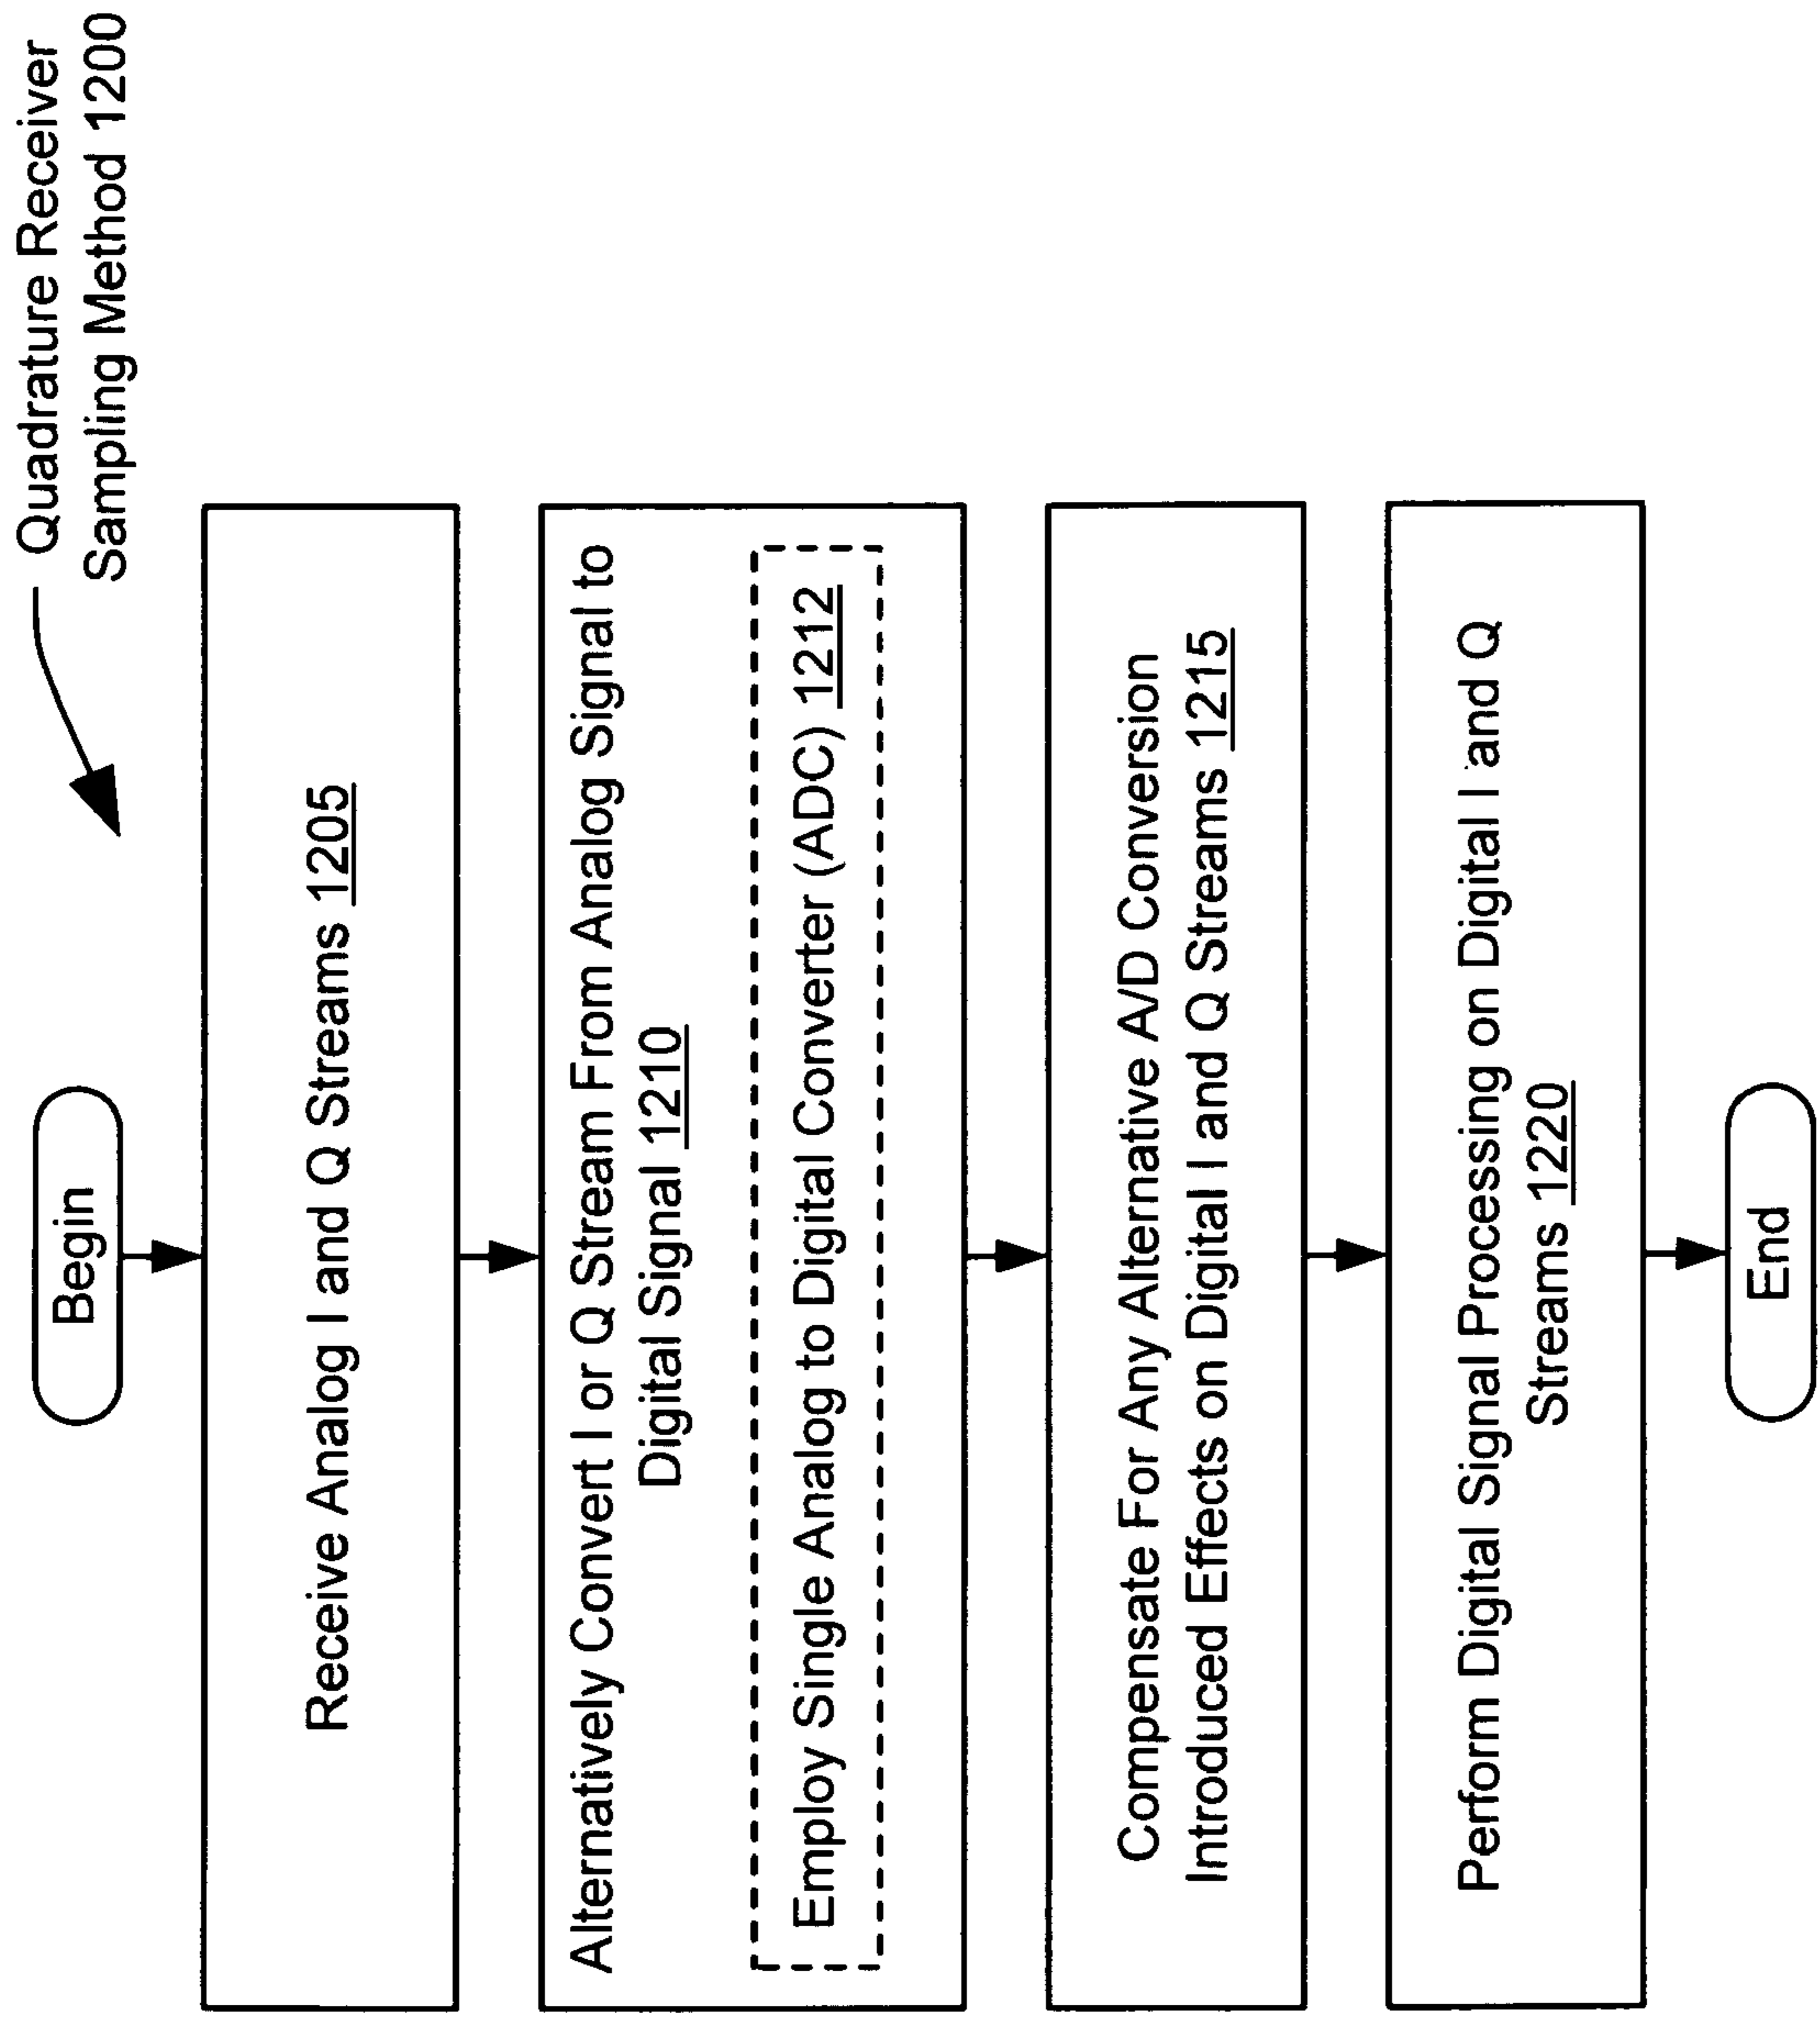 Quadrature Receiver
Sampling Method 1200
Begin
Receive Analog I and Q Streams 1205
Alternatively Convert I or Q Stream From Analog Signal to
Digital Signal 1210
Employ Single Analog to Digital Converter (ADC) 1212
Compensate For Any Alternative A/D Conversion
Introduced Effects on Digital I and Q Streams 1215
Perform Digital Signal Processing on Digital I and Q
Streams 1220
End